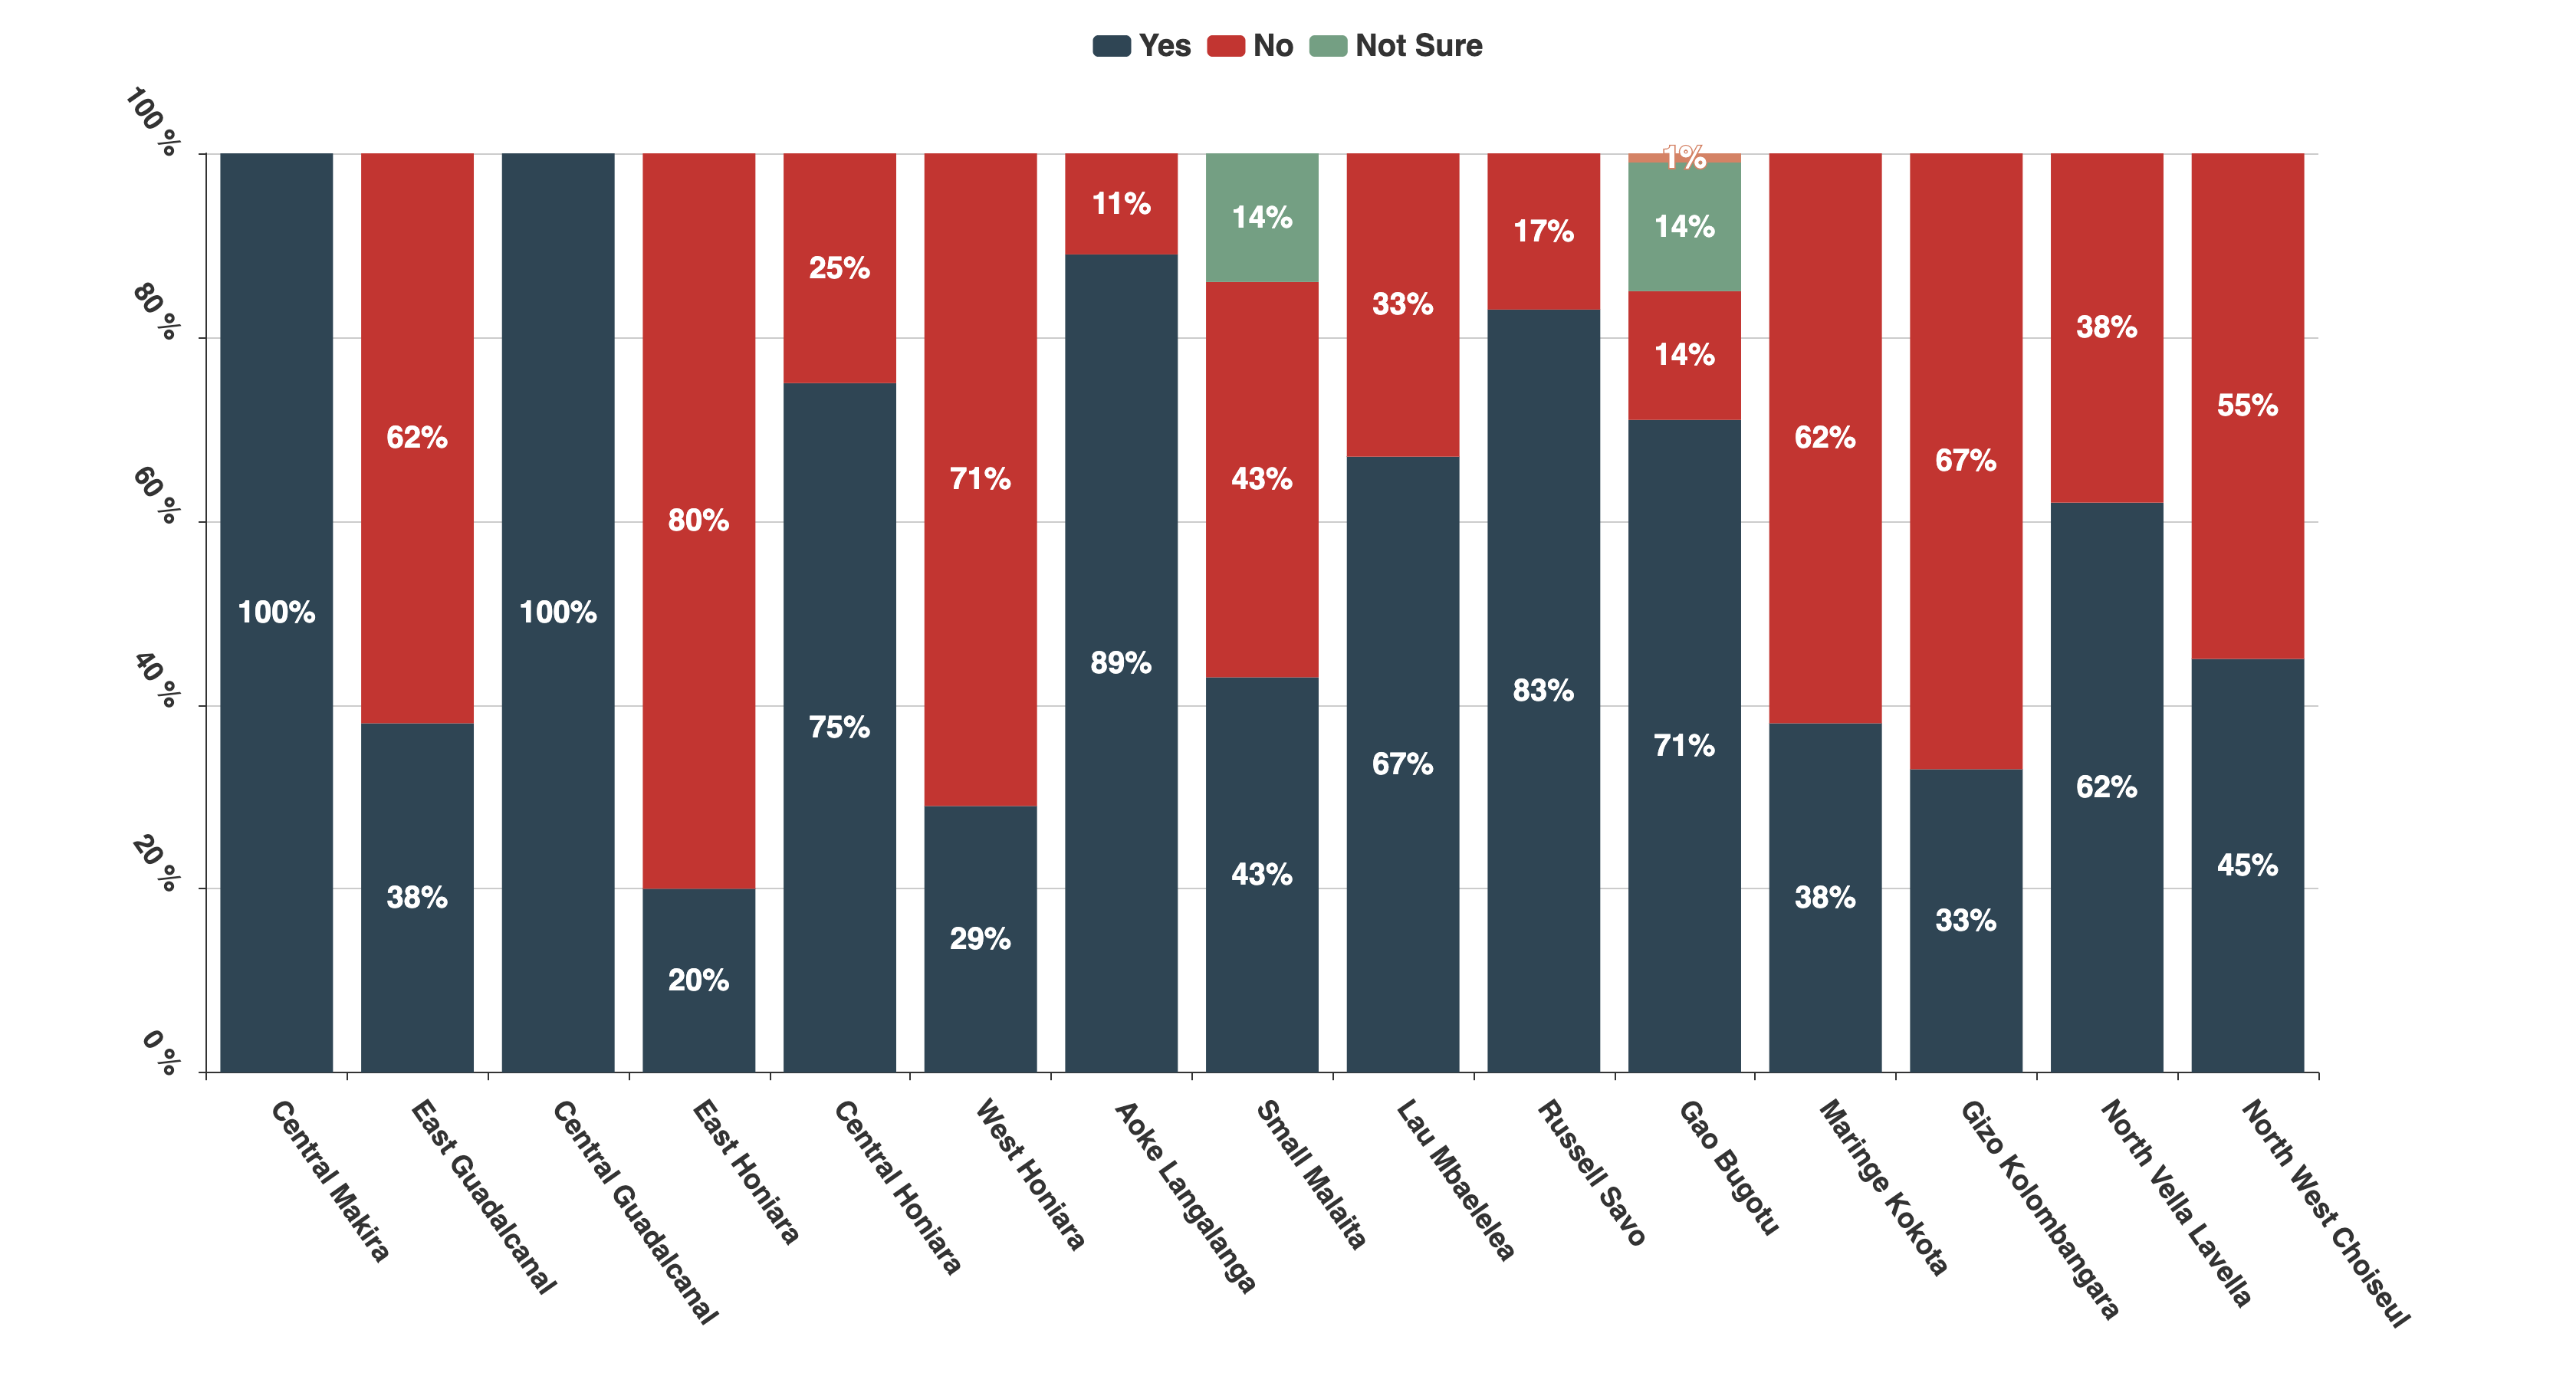 Yes No Not Sure
100 %
80 %
60 %
40 %
20 %
0 %
100%
62%
38%
100%
80%
20%
25%
75%
71%
29%
11%
89%
14%
43%
43%
33%
67%
17%
83%
1%
14%
14%
71%
62%
38%
67%
33%
38%
62%
55%
45%
Central Makira
East Guadalcanal
Central Guadalcanal
East Honiara
Central Honiara
West Honiara
Aoke Langalanga
Small Malaita
Lau Mbaelelea
Russell Savo
Gao Bugotu
Maringe Kokota
Gizo Kolombangara
North Vella Lavella
North West Choiseul